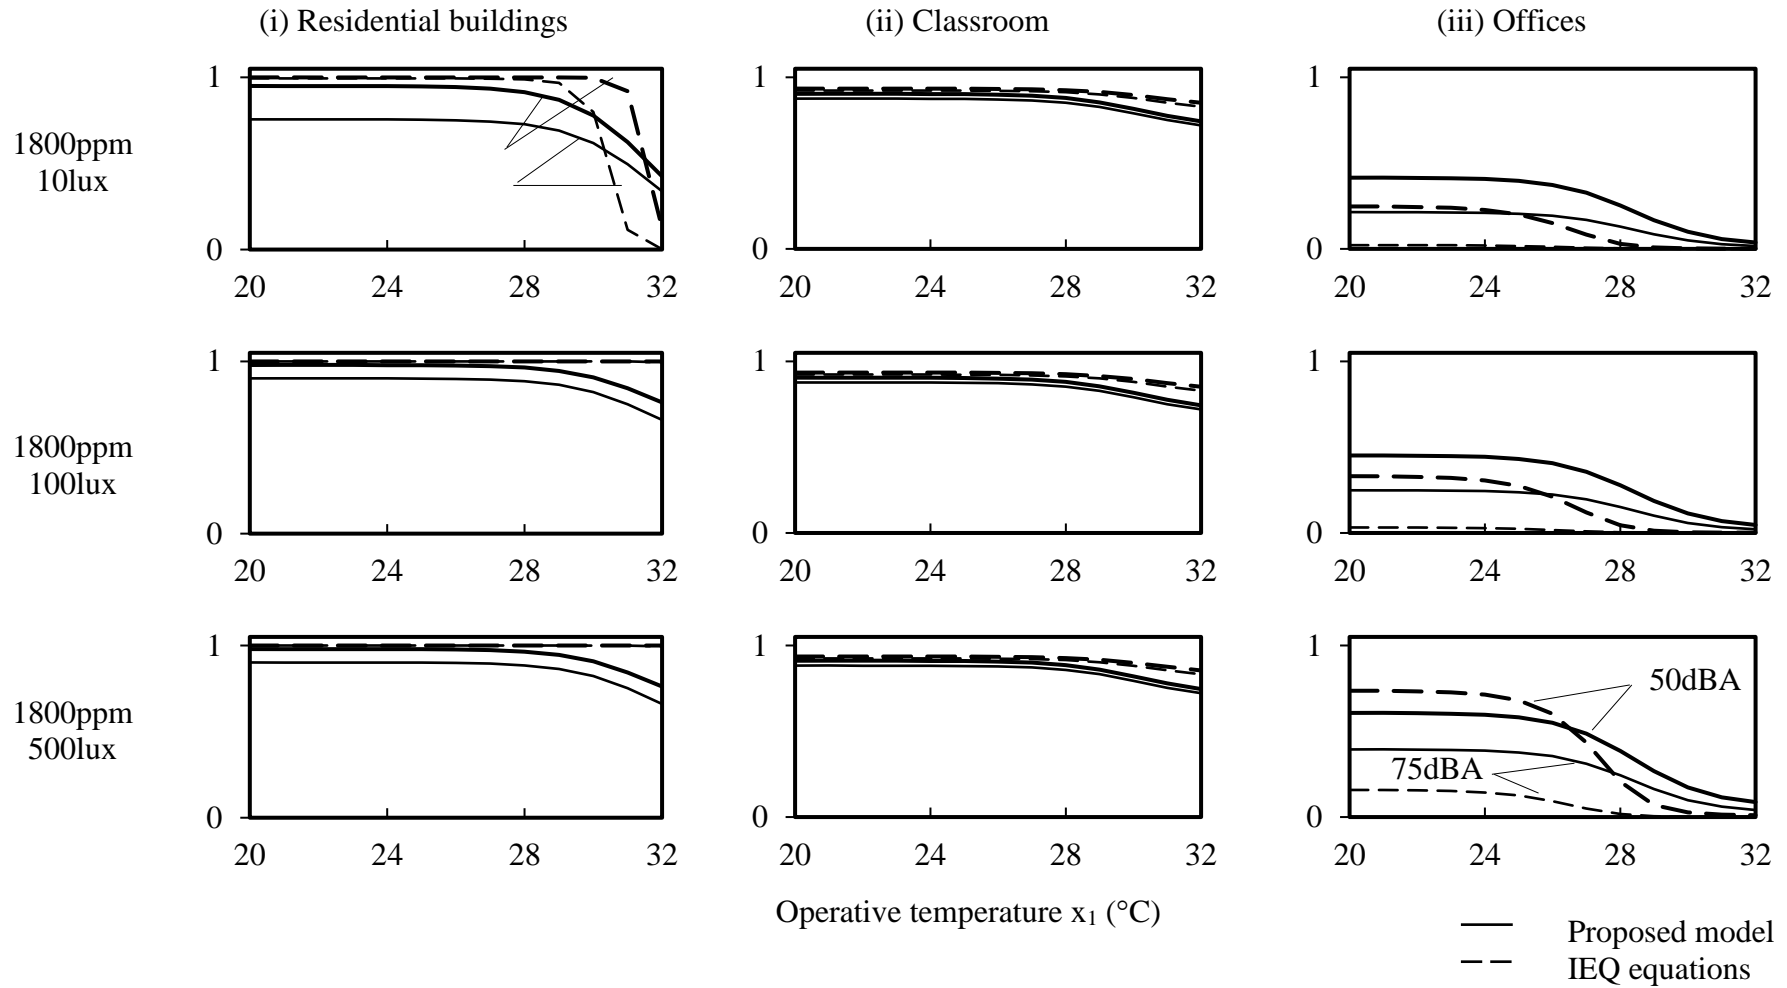 (i) Residential buildings (ii) Classroom (iii) Offices
1800ppm
10lux
1 1 1
0 0 0
20 24 28 32 20 24 28 32 20 24 28 32
1800ppm
100lux
1 1 1
0 0 0
20 24 28 32 20 24 28 32 20 24 28 32
1800ppm
500lux
1 1 1
50dBA
75dBA
0 0 0
20 24 28 32 20 24 28 32 20 24 28 32
Operative temperature x₁ (°C)
Proposed model
IEQ equations